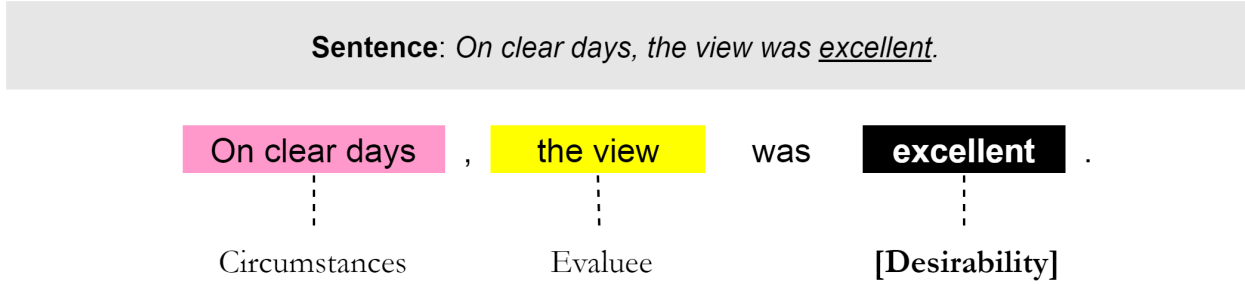 Sentence: On clear days, the view was excellent.
On clear days , the view was excellent .
Circumstances Evaluee [Desirability]